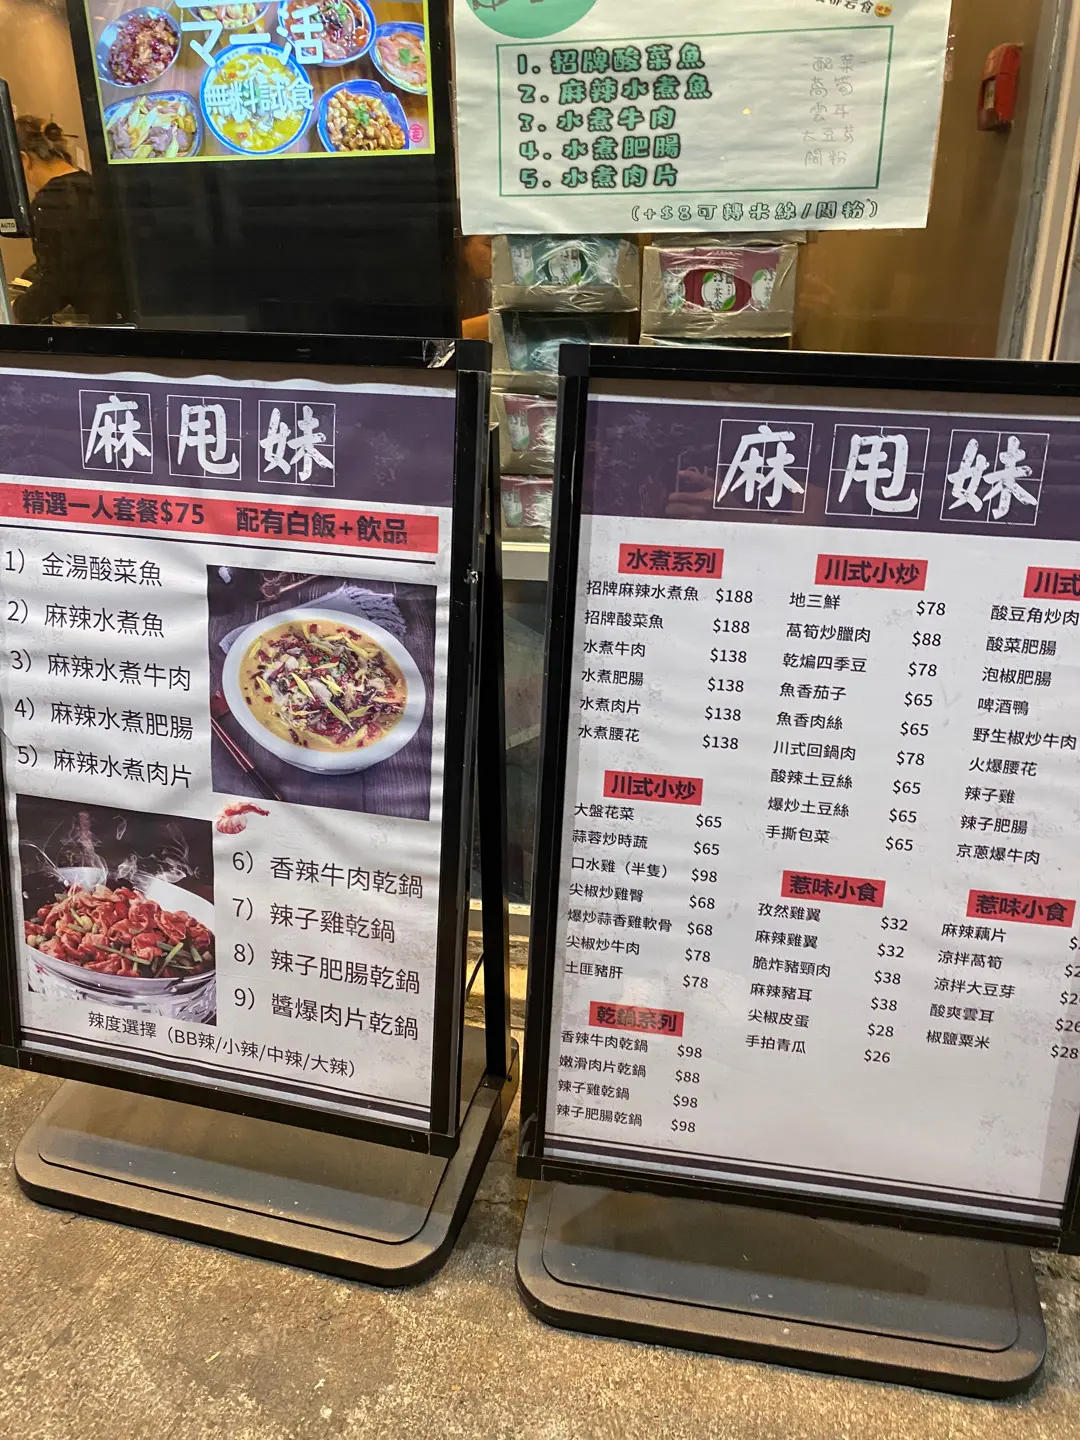 マー活
無料試食
1. 招牌酸菜魚
2. 麻辣水煮魚
3. 水煮牛肉
4. 水煮肥腸
5. 水煮肉片
配菜
萵筍
雲耳
大豆芽
闊粉
(+$8可轉米線/闊粉)
AUTO
麻甩妹
精選一人套餐$75 配有白飯+飲品
1) 金湯酸菜魚
2) 麻辣水煮魚
3) 麻辣水煮牛肉
4) 麻辣水煮肥腸
5) 麻辣水煮肉片
6) 香辣牛肉乾鍋
7) 辣子雞乾鍋
8) 辣子肥腸乾鍋
9) 醬爆肉片乾鍋
辣度選擇（BB辣/小辣/中辣/大辣）
麻甩妹
水煮系列
招牌麻辣水煮魚 $188
招牌酸菜魚 $188
水煮牛肉 $138
水煮肥腸 $138
水煮肉片 $138
水煮腰花 $138
川式小炒
大盤花菜 $65
蒜蓉炒時蔬 $65
口水雞（半隻） $98
尖椒炒雞腎 $68
爆炒蒜香雞軟骨 $68
尖椒炒牛肉 $78
土匪豬肝 $78
乾鍋系列
香辣牛肉乾鍋 $98
嫩滑肉片乾鍋 $88
辣子雞乾鍋 $98
辣子肥腸乾鍋 $98
川式小炒
地三鮮 $78
萵筍炒臘肉 $88
乾煸四季豆 $78
魚香茄子 $65
魚香肉絲 $65
川式回鍋肉 $78
酸辣土豆絲 $65
爆炒土豆絲 $65
手撕包菜 $65
惹味小食
孜然雞翼 $32
麻辣雞翼 $32
脆炸豬頸肉 $38
麻辣豬耳 $38
尖椒皮蛋 $28
手拍青瓜 $26
川式
酸豆角炒肉
酸菜肥腸
泡椒肥腸
啤酒鴨
野生椒炒牛肉
火爆腰花
辣子雞
辣子肥腸
京蔥爆牛肉
惹味小食
麻辣藕片
涼拌萵筍
涼拌大豆芽
酸爽雲耳 $26
椒鹽粟米 $28